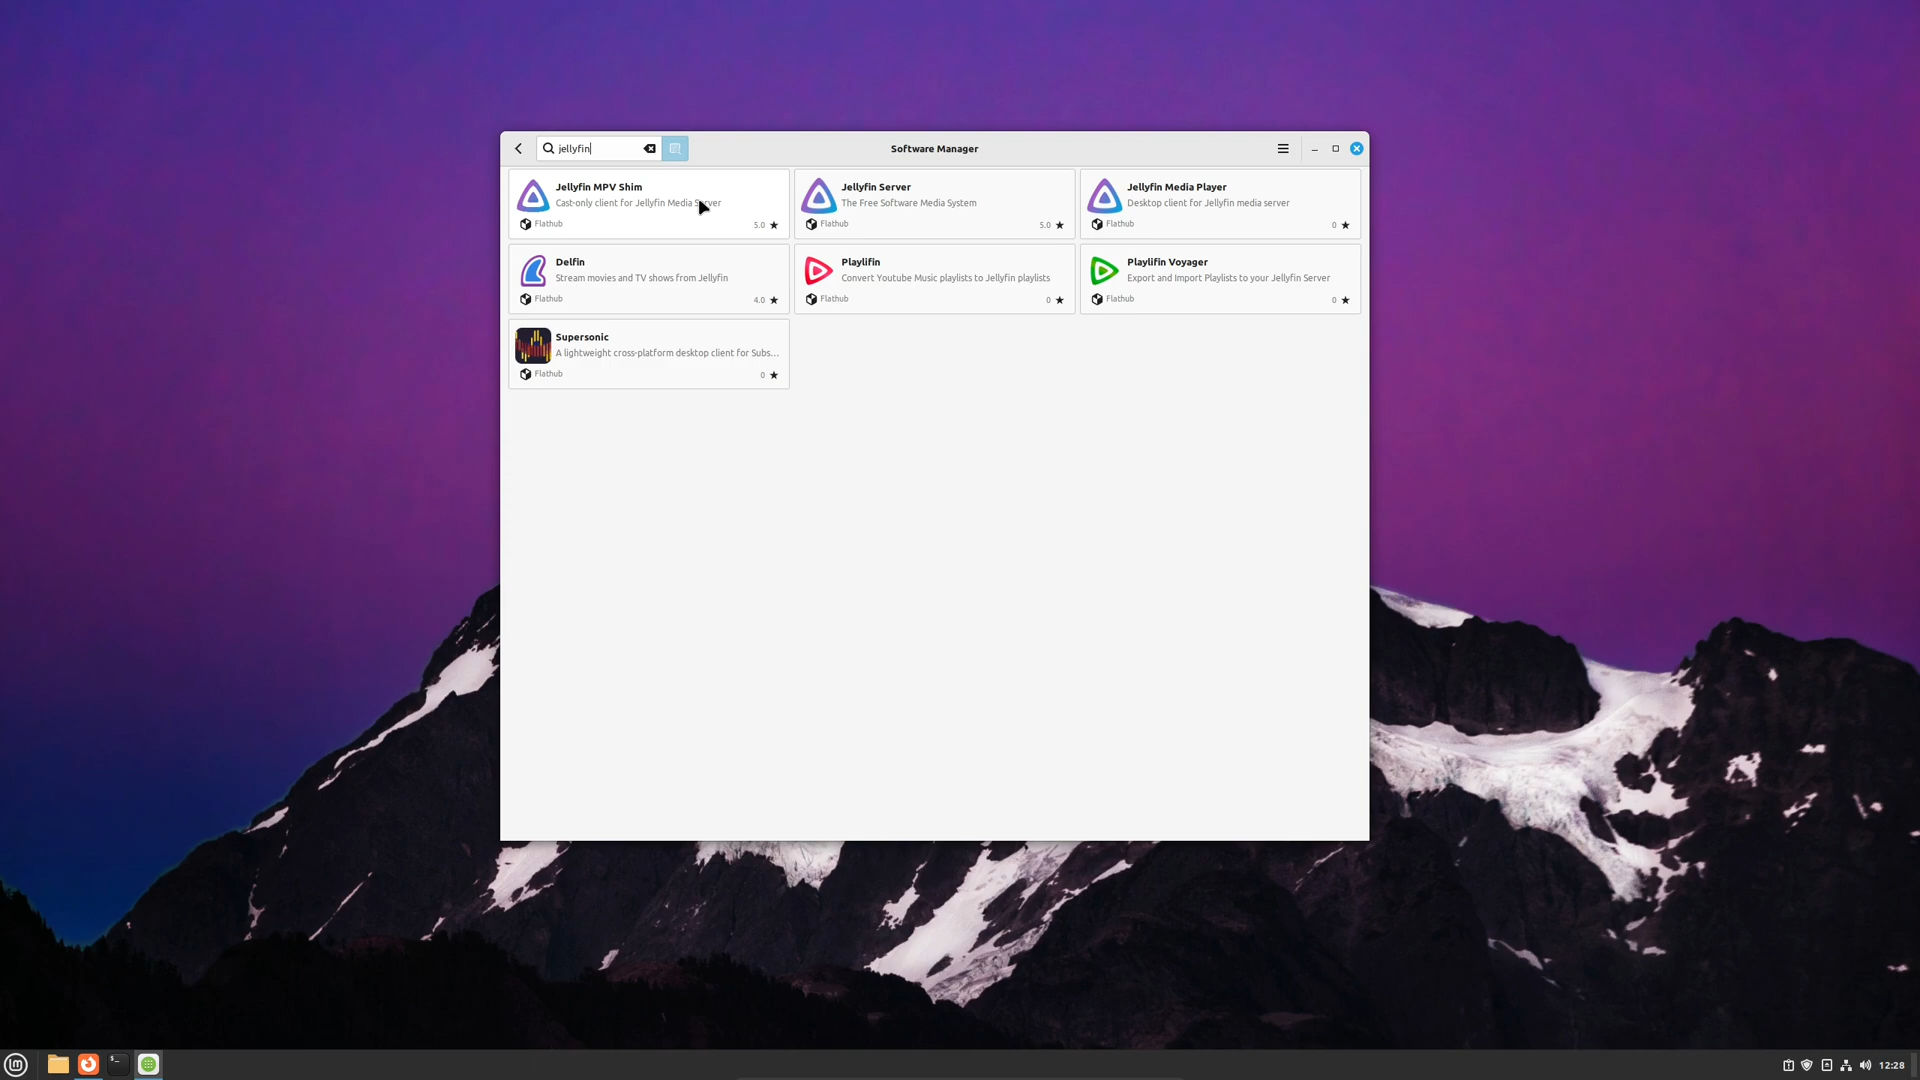 jellyfin
Software Manager
Jellyfin MPV Shim
Cast-only client for Jellyfin Media Server
Flathub
5.0
Jellyfin Server
The Free Software Media System
Flathub
5.0
Jellyfin Media Player
Desktop client for Jellyfin media server
Flathub
0
Delfin
Stream movies and TV shows from Jellyfin
Flathub
4.0
Playlifin
Convert Youtube Music playlists to Jellyfin playlists
Flathub
0
Playlifin Voyager
Export and Import Playlists to your Jellyfin Server
Flathub
0
Supersonic
A lightweight cross-platform desktop client for Subs...
Flathub
0
12:28